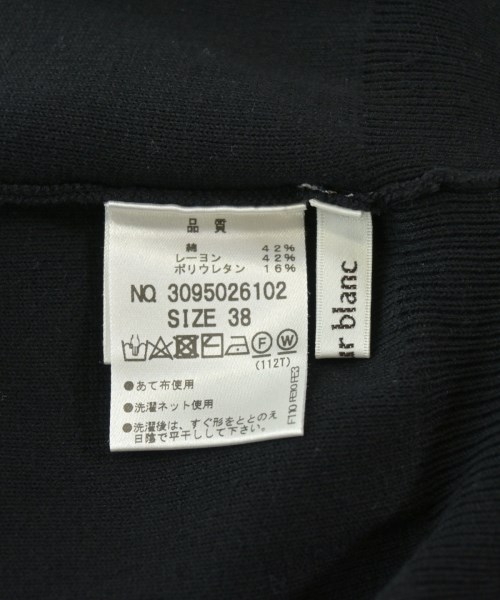 品質
綿 42%
レーヨン 42%
ポリウレタン 16%
NO 3095026102
SIZE 38
F W
(112T)
●あて布使用
●洗濯ネット使用
●洗濯後は、すぐ形をととのえ
日陰で平干しして下さい。
blanc